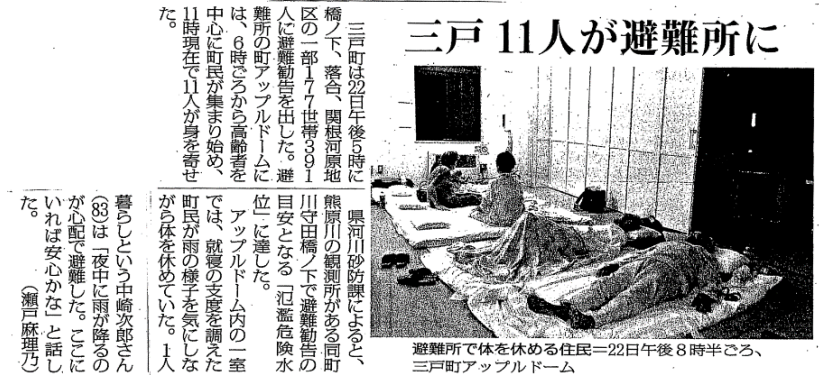 三戸 11人が避難所に
三戸町は22日午後5時に
橋ノ下、落合、関根河原地
区の一部177世帯391
人に避難勧告を出した。避
難所の町アップルドームに
は、6時ごろから高齢者を
中心に町民が集まり始め、
11時現在で11人が身を寄せ
た。
県河川砂防課によると、
熊原川の観測所がある同町
川守田橋ノ下で避難勧告の
目安となる「氾濫危険水
位」に達した。
アップルドーム内の一室
では、就寝の支度を調えた
町民が雨の様子を気にしな
がら体を休めていた。1人
暮らしという中崎次郎さん
(83)は「夜中に雨が降るの
が心配で避難した。ここに
いれば安心かな」と話し
た。
(瀬戸麻理乃)
避難所で体を休める住民＝22日午後8時半ごろ、
三戸町アップルドーム